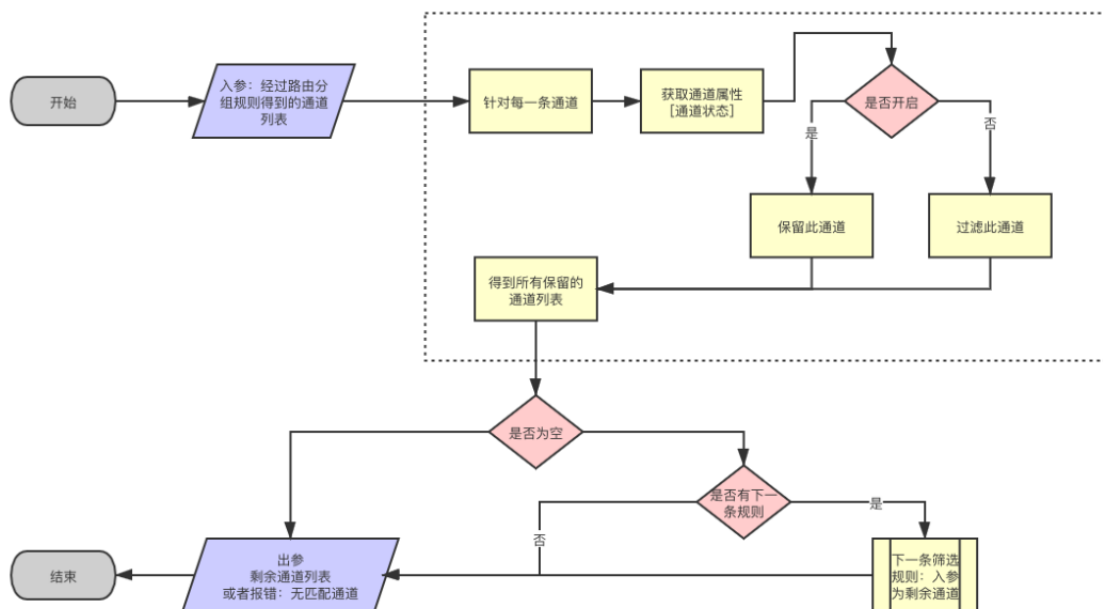 开始
入参：经过路由分
组规则得到的通道
列表
针对每一条通道
获取通道属性
[通道状态]
是否开启
是
否
保留此通道
过滤此通道
得到所有保留的
通道列表
是否为空
是否有下一
条规则
是
否
结束
出参
剩余通道列表
或者报错：无匹配通道
下一条筛选
规则：入参
为剩余通道